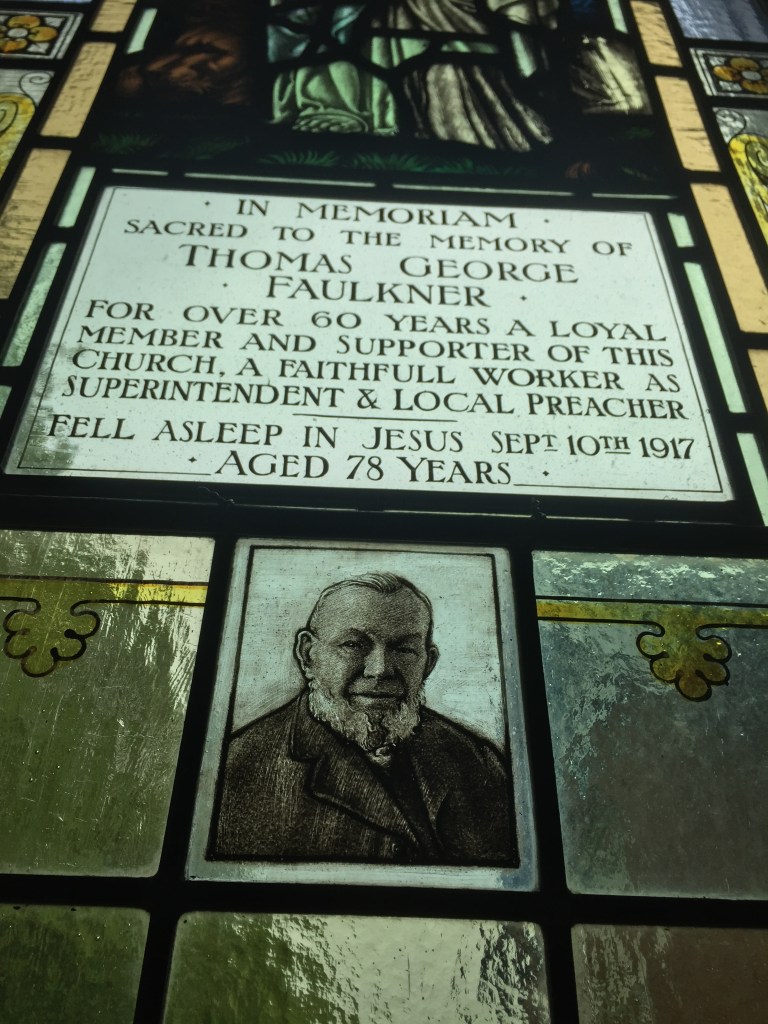 · IN MEMORIAM ·
SACRED TO THE MEMORY OF
THOMAS GEORGE
· FAULKNER ·
FOR OVER 60 YEARS A LOYAL
MEMBER AND SUPPORTER OF THIS
CHURCH, A FAITHFULL WORKER AS
SUPERINTENDENT & LOCAL PREACHER
FELL ASLEEP IN JESUS SEPT 10TH 1917
· AGED 78 YEARS ·